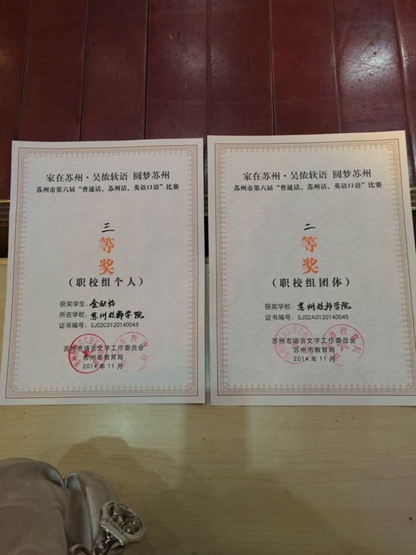 家在苏州·吴侬软语 圆梦苏州
苏州市第六届“普通话、苏州话、英语口语”比赛
三
等
奖
（职校组个人）
获奖学生：
所在学校：苏州技师学院
证书编号：SJ02C0120140049
苏州市语言文字工作委员会
苏州市教育局
2014年11月
家在苏州·吴侬软语 圆梦苏州
苏州市第六届“普通话、苏州话、英语口语”比赛
二
等
奖
（职校组团体）
获奖学校：苏州技师学院
证书编号：SJ02A0120140045
苏州市语言文字工作委员会
苏州市教育局
2014年11月